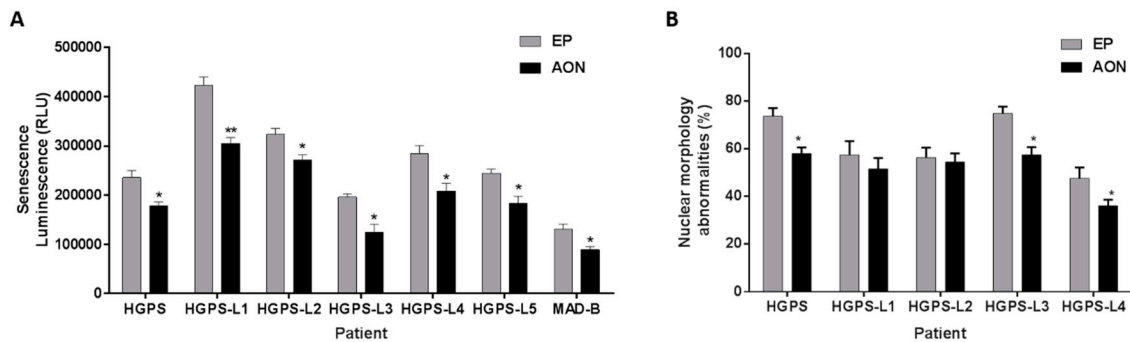 A
Senescence
Luminescence (RLU)
500000
400000
300000
200000
100000
0
EP
AON
*
**
*
*
*
*
*
HGPS HGPS-L1 HGPS-L2 HGPS-L3 HGPS-L4 HGPS-L5 MAD-B
Patient
B
Nuclear morphology
abnormalities (%)
100
80
60
40
20
0
EP
AON
*
*
*
HGPS HGPS-L1 HGPS-L2 HGPS-L3 HGPS-L4
Patient